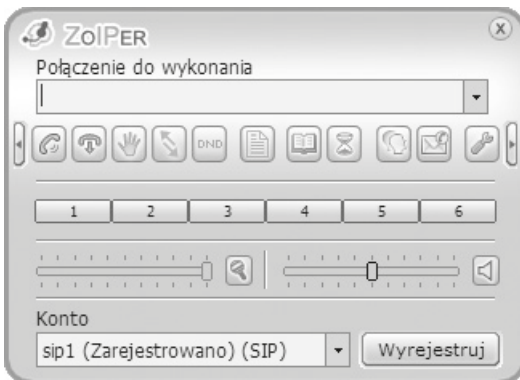 ZoIPER
Połączenie do wykonania
DND
1 2 3 4 5 6
Konto
sip1 (Zarejestrowano) (SIP) Wyrejestruj